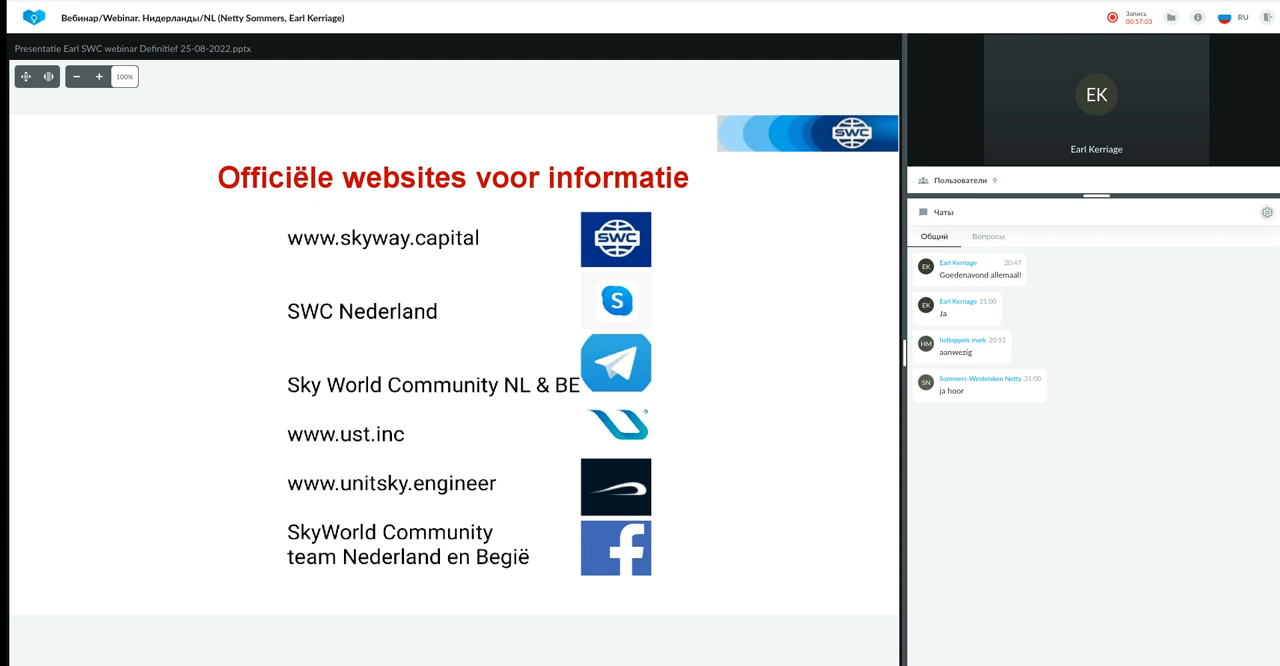 Вебинар/Webinar. Нидерланды/NL (Netty Sommers, Earl Kerriage)
Запись
00:57:03
RU
Presentatie Earl SWC webinar Definitief 25-08-2022.pptx
100%
SWC
Officiële websites voor informatie
www.skyway.capital
SWC
SWC Nederland
S
Sky World Community NL & BE
www.ust.inc
www.unitsky.engineer
SkyWorld Community
team Nederland en Begië
f
EK
Earl Kerriage
Пользователи 9
Чаты
Общий
Вопросы
EK
Earl Kerriage 20:47
Goedenavond allemaal!
EK
Earl Kerriage 21:00
Ja
HM
holtappels mark 20:52
aanwezig
SN
Sommers-Westelaken Netty 21:00
ja hoor